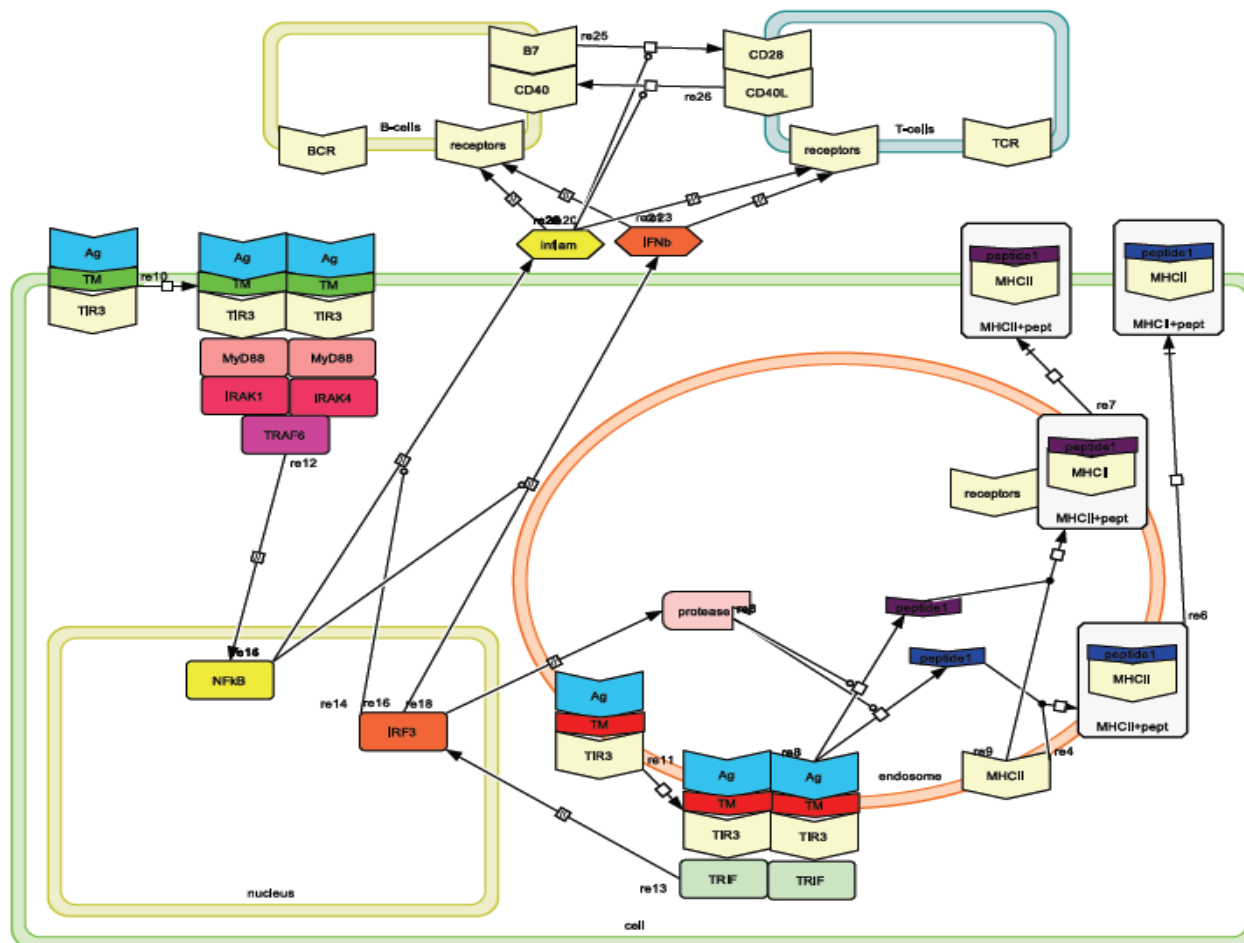 B7
re25
CD28
CD40
re26
CD40L
B-cells
T-cells
BCR
receptors
receptors
TCR
inflam
IFNb
Ag
Ag
Ag
TM
re10
TM
TM
TIR3
TIR3
TIR3
peptide1
MHCII
MHCII+pept
peptide1
MHCII
MHCII+pept
MyD88
MyD88
IRAK1
IRAK4
TRAF6
re12
re7
peptide1
MHCII
receptors
MHCII+pept
protease
peptide1
re6
peptide1
peptide1
MHCII
MHCII+pept
NFkB
re14
re16
re18
IRF3
Ag
TM
TIR3
re11
re8
Ag
Ag
TM
TM
TIR3
TIR3
endosome
re9
re4
MHCII
TRIF
TRIF
re13
nucleus
cell